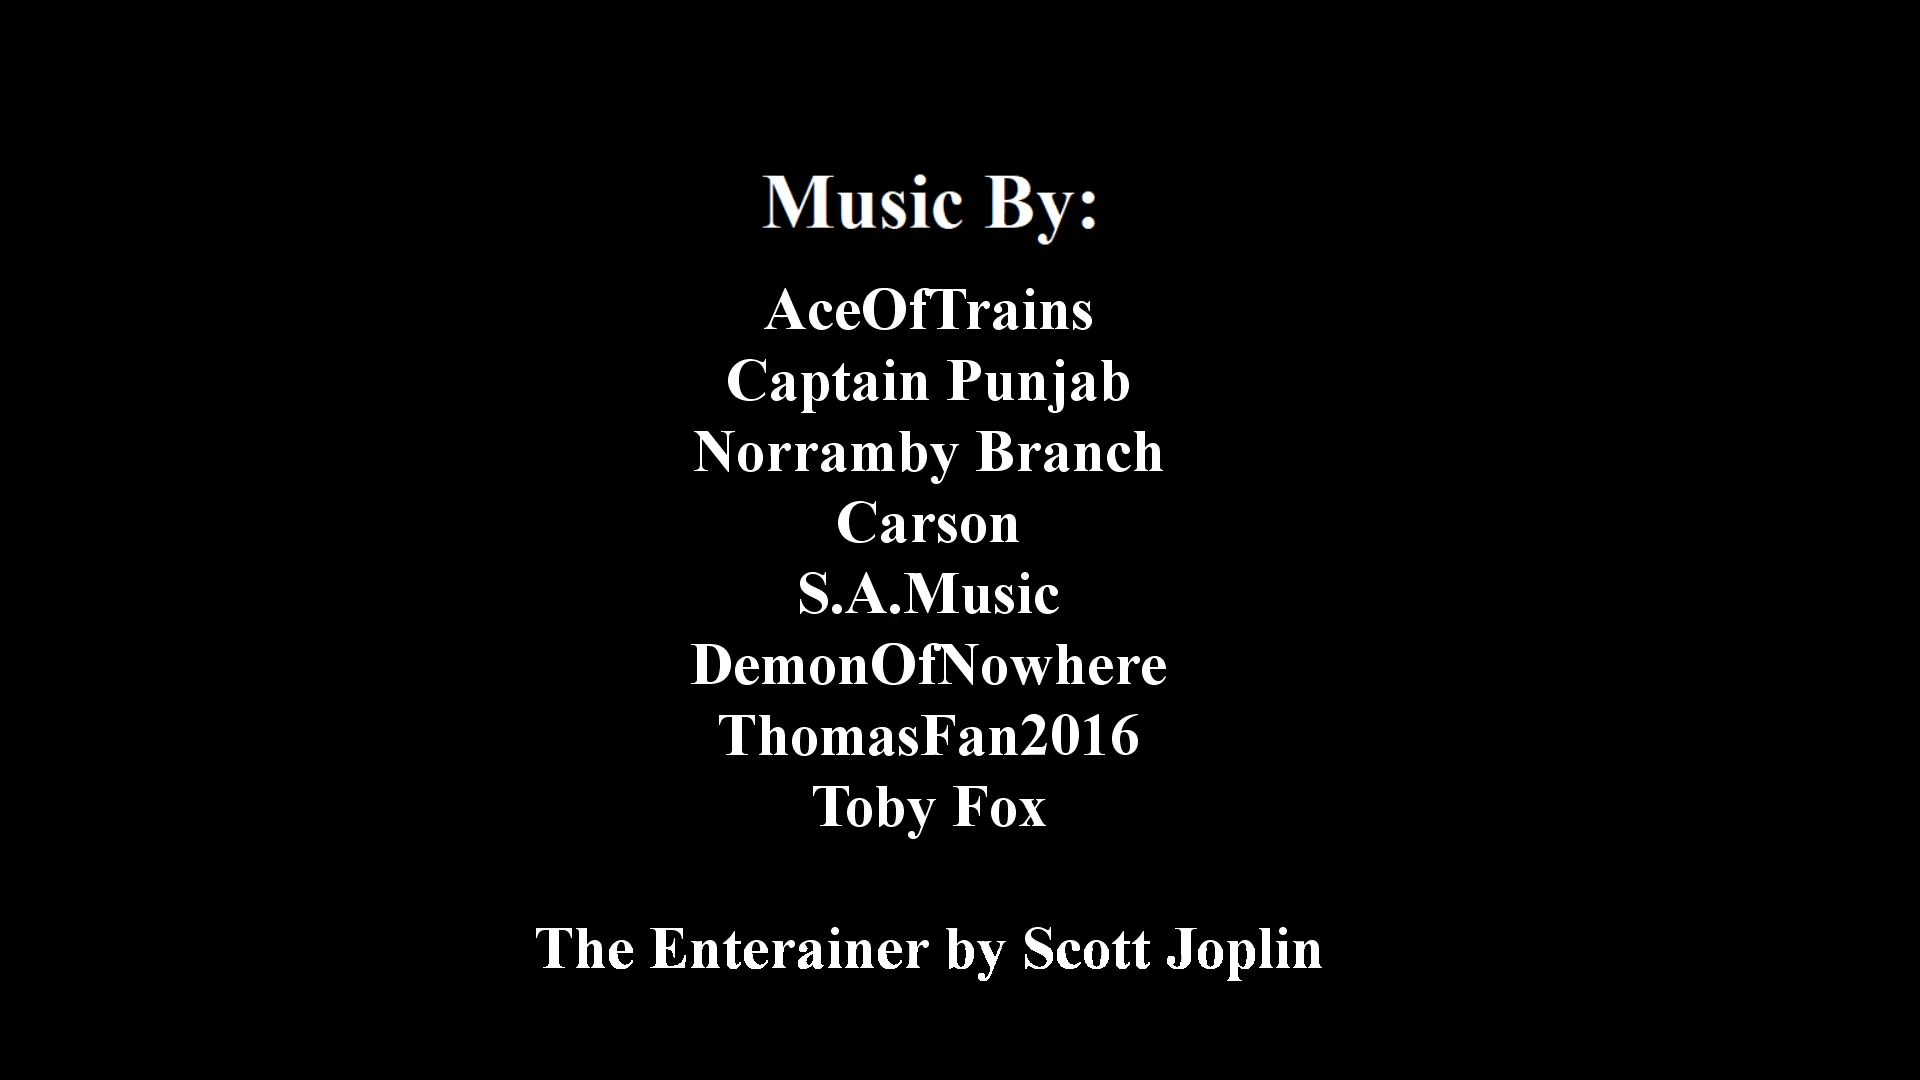 Music By:
AceOfTrains
Captain Punjab
Norramby Branch
Carson
S.A.Music
DemonOfNowhere
ThomasFan2016
Toby Fox
The Enterainer by Scott Joplin